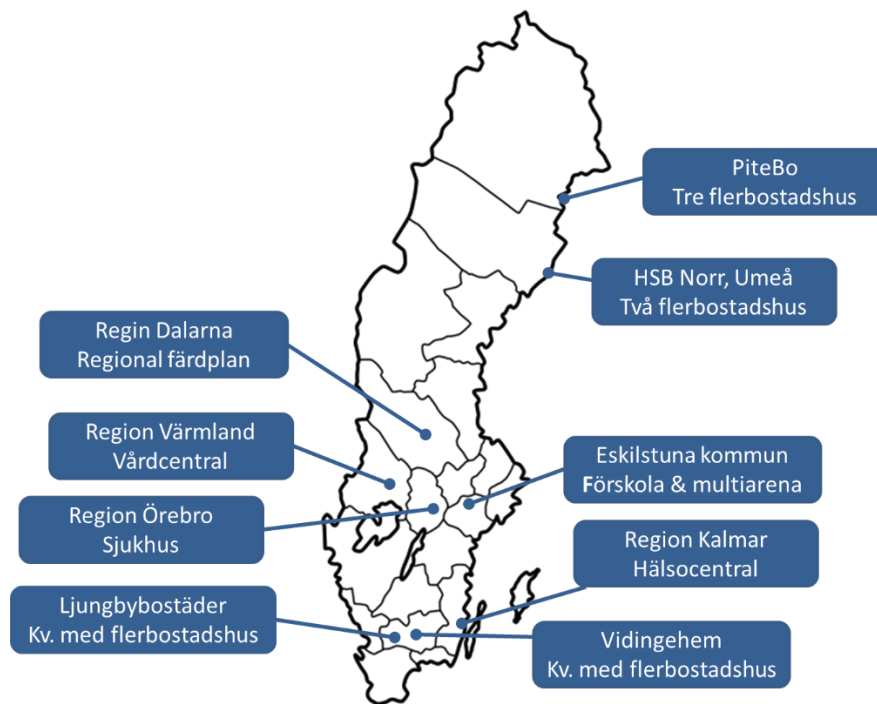 PiteBo
Tre flerbostadshus
HSB Norr, Umeå
Två flerbostadshus
Regin Dalarna
Regional färdplan
Region Värmland
Vårdcentral
Eskilstuna kommun
Förskola & multiarena
Region Örebro
Sjukhus
Region Kalmar
Hälsocentral
Ljungbybostäder
Kv. med flerbostadshus
Vidingehem
Kv. med flerbostadshus